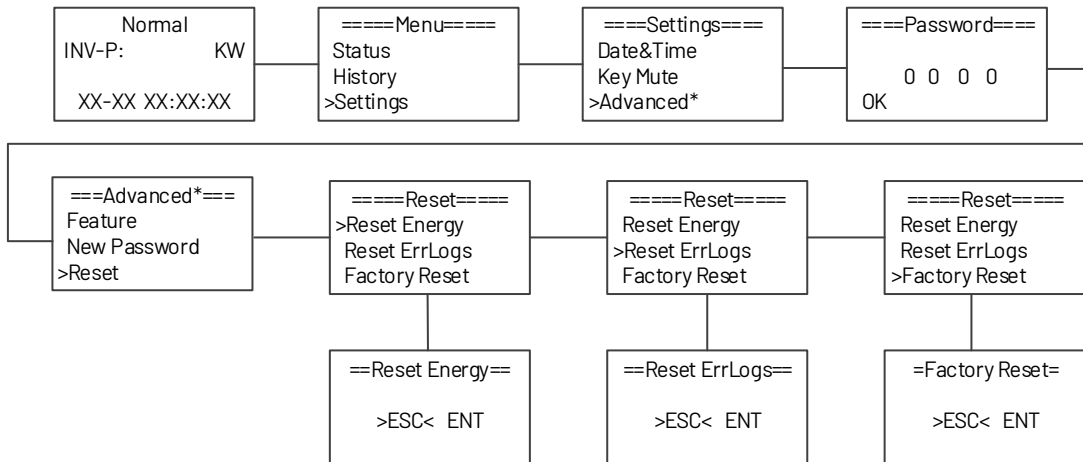 Normal
INV-P: KW
XX-XX XX:XX:XX
=====Menu=====
Status
History
>Settings
====Settings====
Date&Time
Key Mute
>Advanced*
====Password====
0 0 0 0
OK
===Advanced*===
Feature
New Password
>Reset
=====Reset=====
>Reset Energy
Reset ErrLogs
Factory Reset
=====Reset=====
Reset Energy
>Reset ErrLogs
Factory Reset
=====Reset=====
Reset Energy
Reset ErrLogs
>Factory Reset
==Reset Energy==
>ESC< ENT
==Reset ErrLogs==
>ESC< ENT
=Factory Reset=
>ESC< ENT